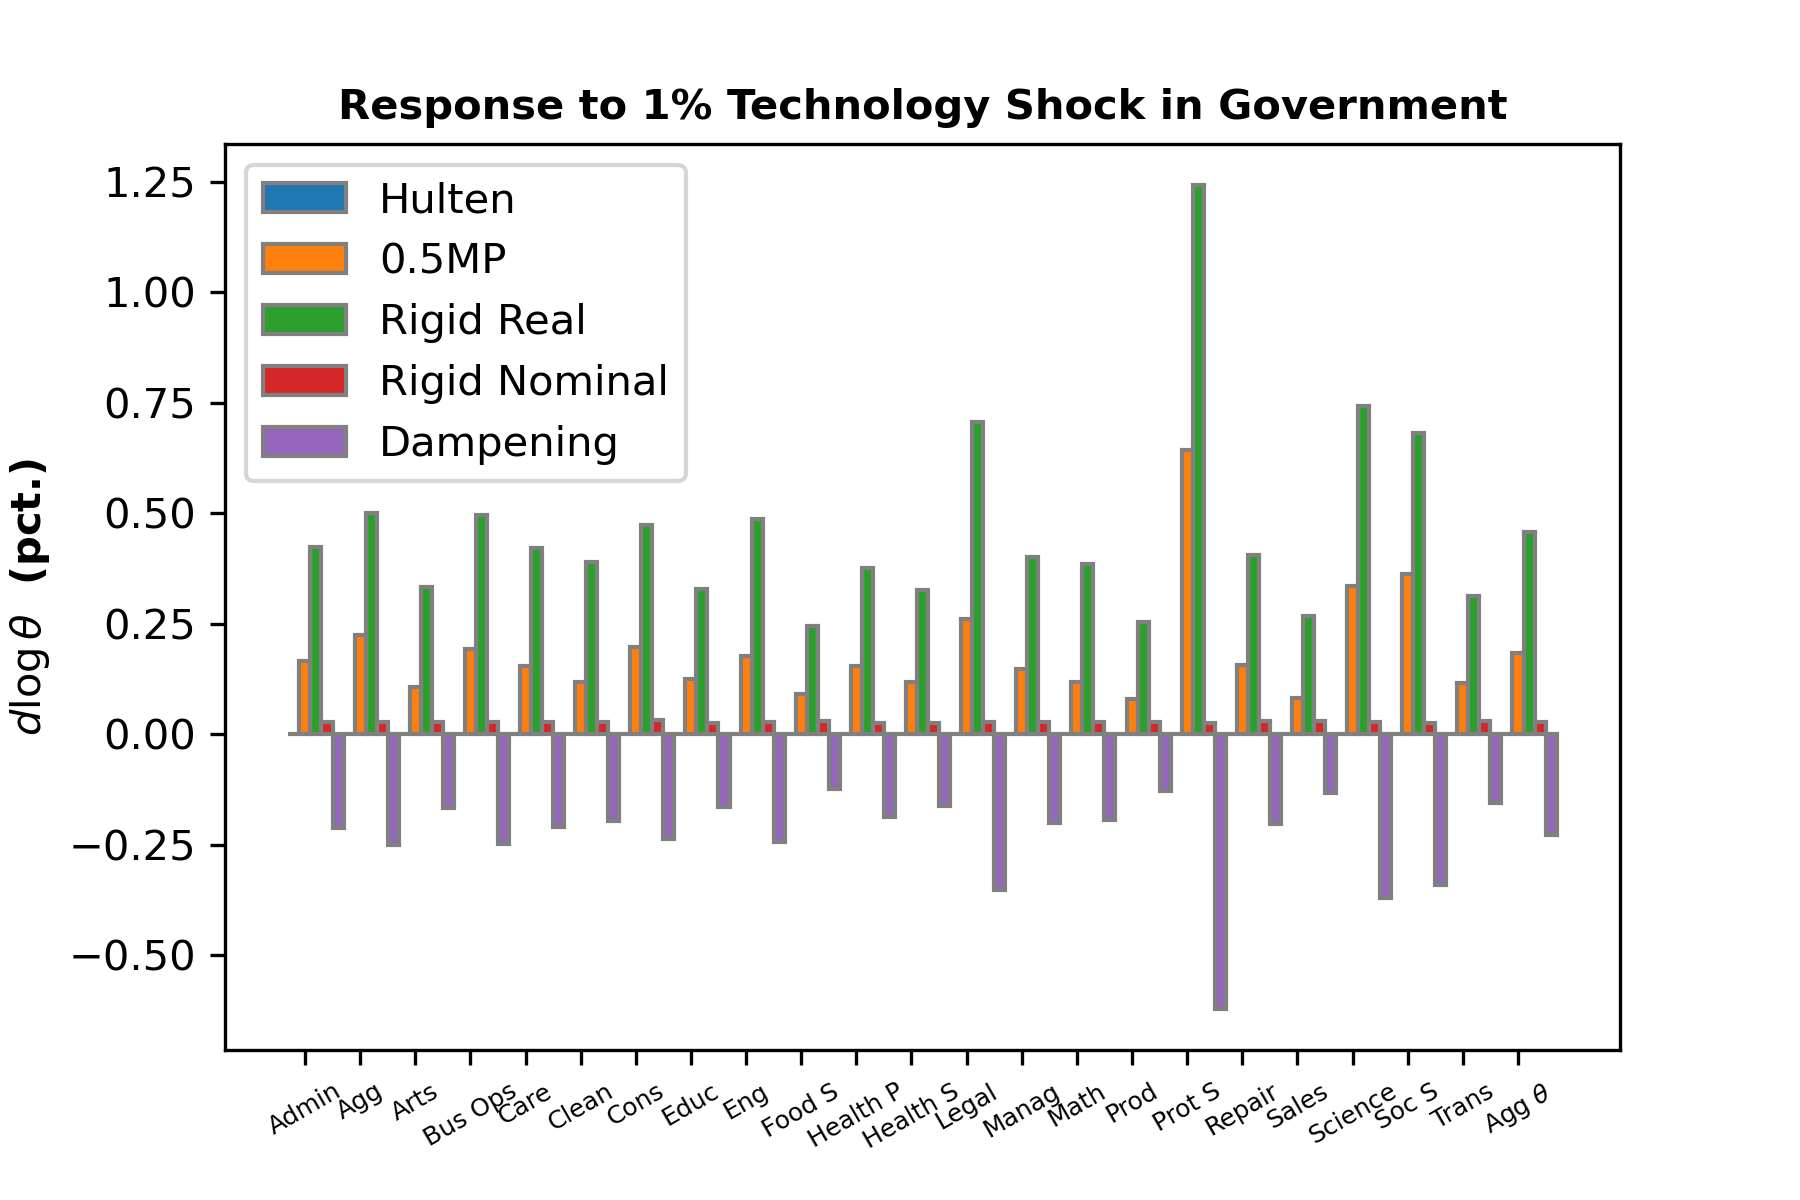 Response to 1% Technology Shock in Government
Hulten
0.5MP
Rigid Real
Rigid Nominal
Dampening
dlog θ (pct.)
1.25
1.00
0.75
0.50
0.25
0.00
−0.25
−0.50
Admin
Agg
Arts
Bus Ops
Care
Clean
Cons
Educ
Eng
Food S
Health P
Health S
Legal
Manag
Math
Prod
Prot S
Repair
Sales
Science
Soc S
Trans
Agg θ